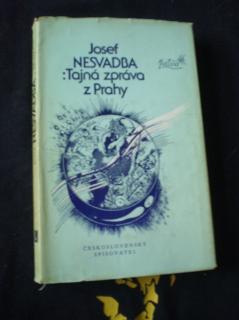 Josef
NESVADBA
:Tajná zpráva
z Prahy
ČESKOSLOVENSKÝ
SPISOVATEL